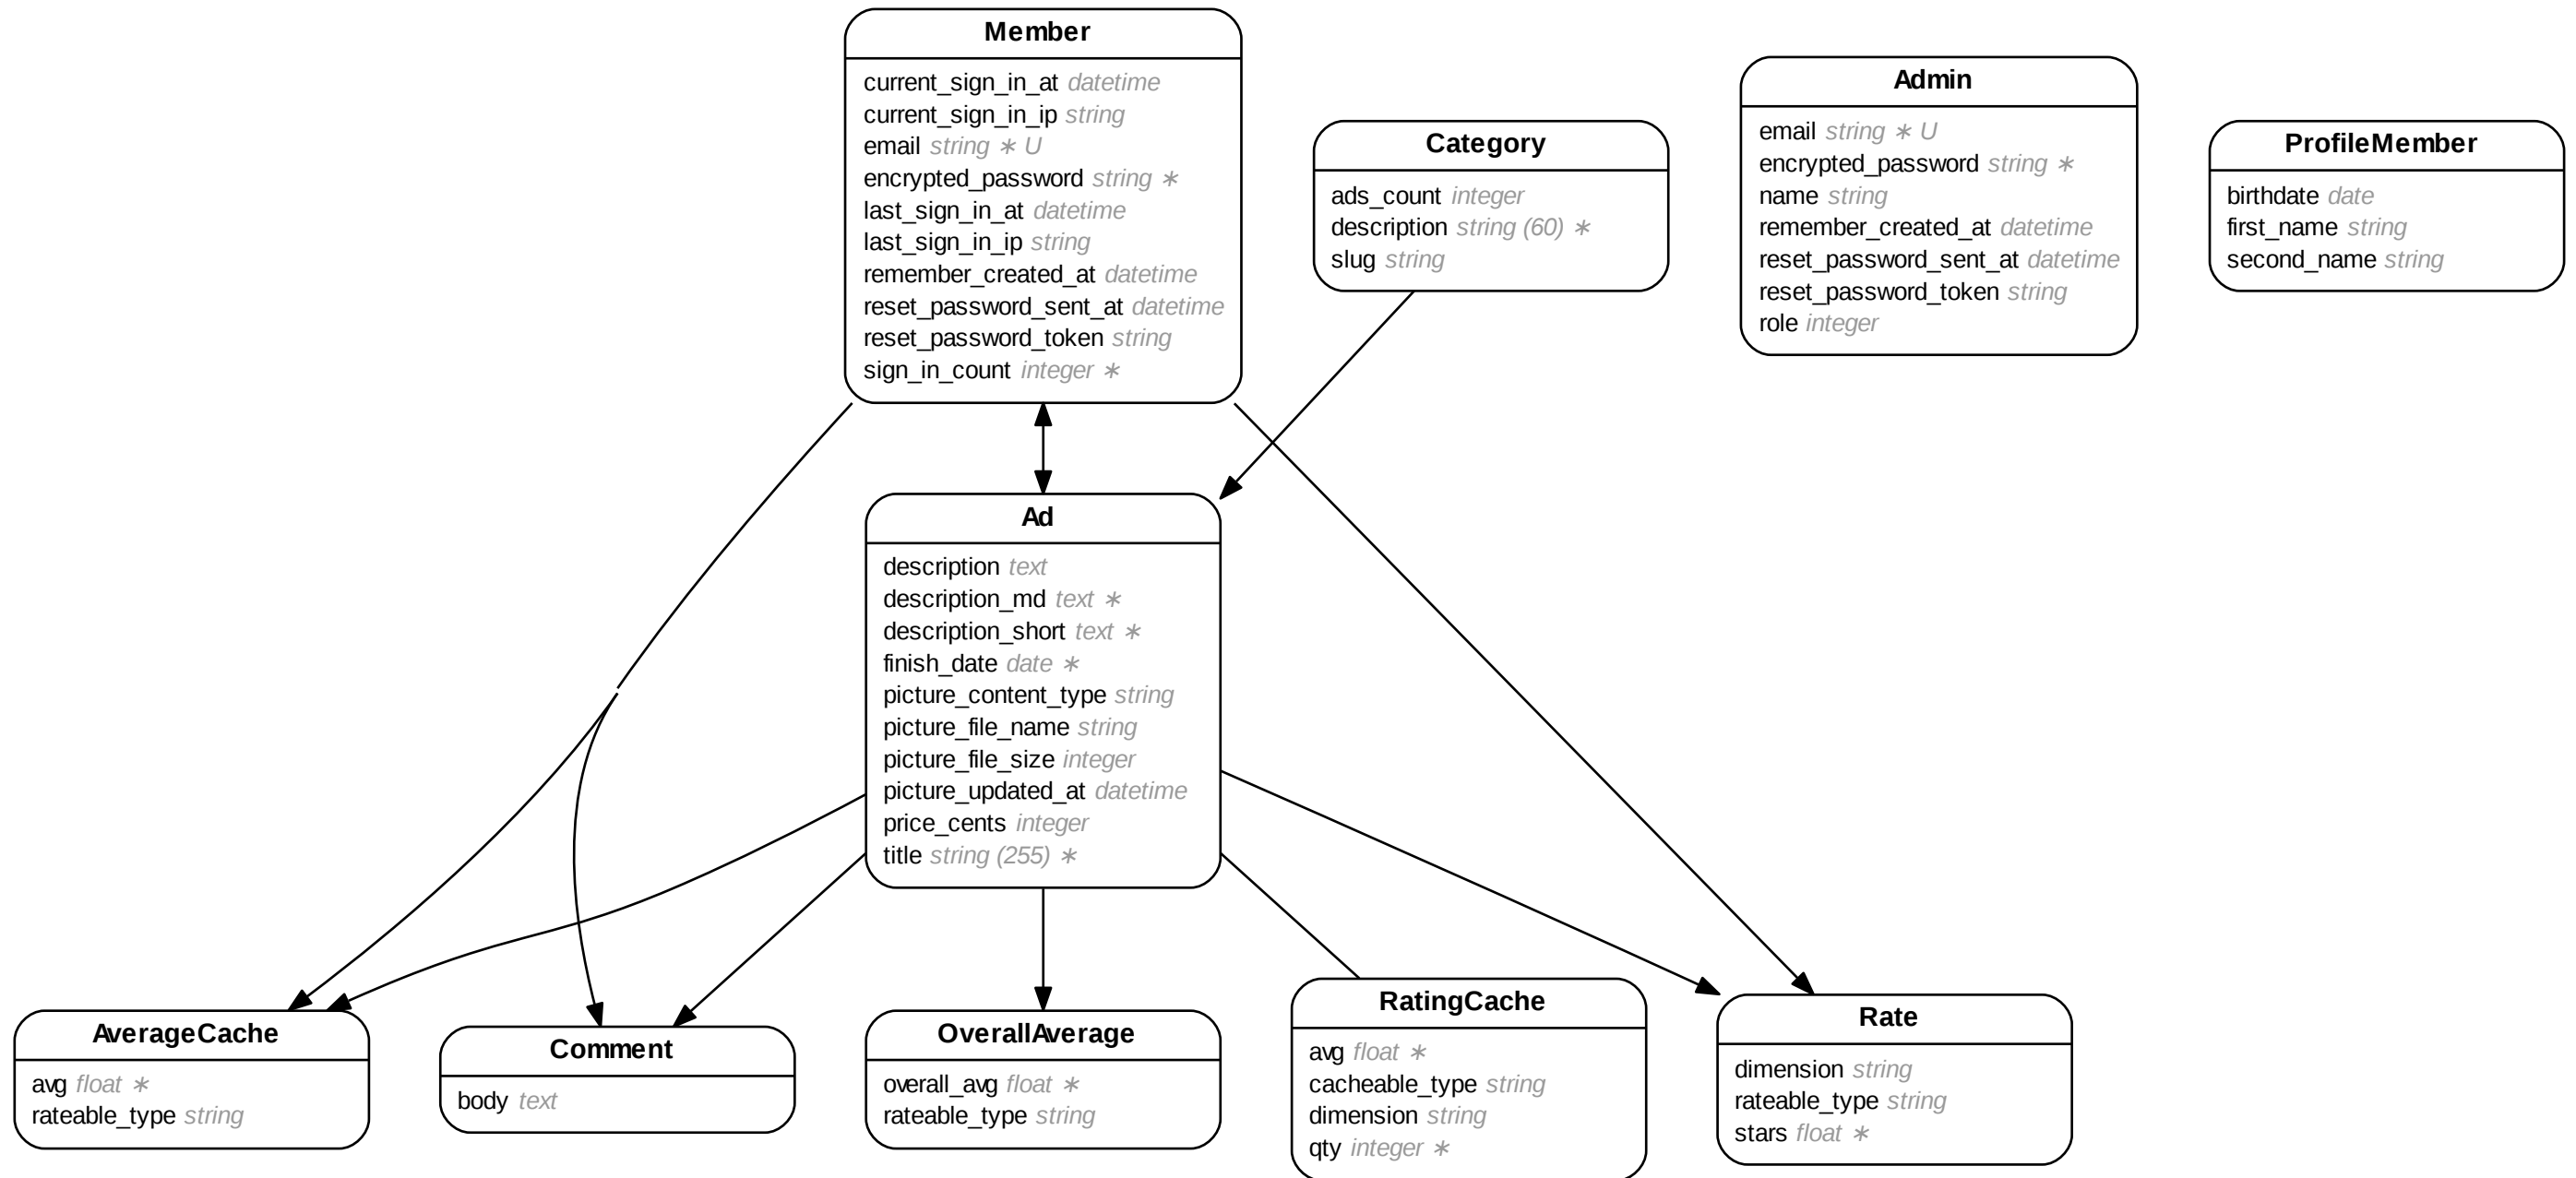 Member
current_sign_in_at datetime
current_sign_in_ip string
email string ∗ U
encrypted_password string ∗
last_sign_in_at datetime
last_sign_in_ip string
remember_created_at datetime
reset_password_sent_at datetime
reset_password_token string
sign_in_count integer ∗
Category
ads_count integer
description string (60) ∗
slug string
Admin
email string ∗ U
encrypted_password string ∗
name string
remember_created_at datetime
reset_password_sent_at datetime
reset_password_token string
role integer
ProfileMember
birthdate date
first_name string
second_name string
Ad
description text
description_md text ∗
description_short text ∗
finish_date date ∗
picture_content_type string
picture_file_name string
picture_file_size integer
picture_updated_at datetime
price_cents integer
title string (255) ∗
AverageCache
avg float ∗
rateable_type string
Comment
body text
OverallAverage
overall_avg float ∗
rateable_type string
RatingCache
avg float ∗
cacheable_type string
dimension string
qty integer ∗
Rate
dimension string
rateable_type string
stars float ∗